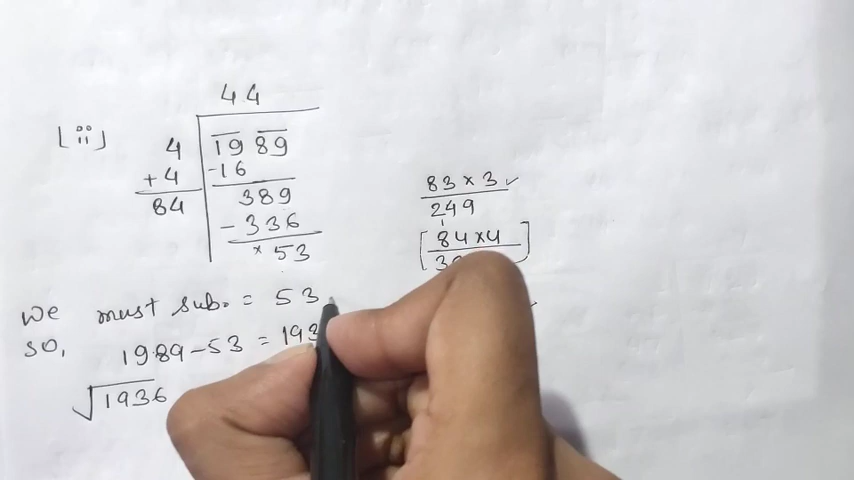 44
[ii]
4 19 89
+4 -16
84 389
-336
×53
83×3 ✓
249
[84×4]
we must sub. = 53
so, 1989-53 = 193
√1936